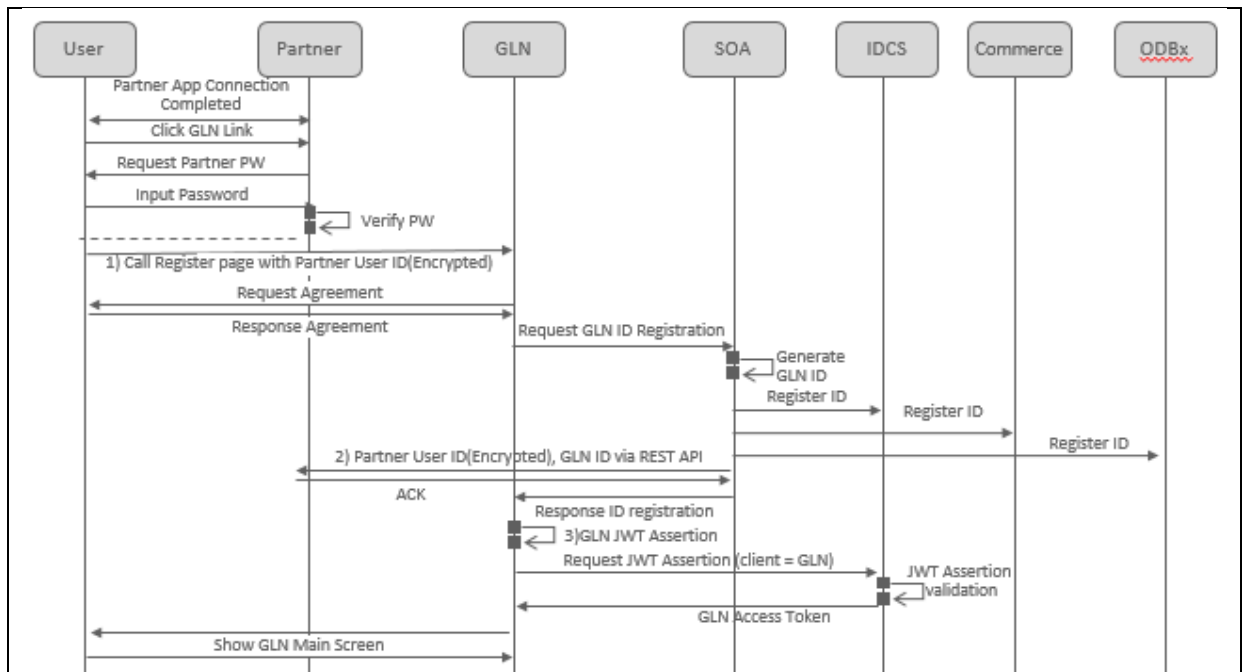 User
Partner
GLN
SOA
IDCS
Commerce
ODBx
Partner App Connection
Completed
Click GLN Link
Request Partner PW
Input Password
Verify PW
1) Call Register page with Partner User ID(Encrypted)
Request Agreement
Response Agreement
Request GLN ID Registration
Generate
GLN ID
Register ID
Register ID
Register ID
2) Partner User ID(Encrypted), GLN ID via REST API
ACK
Response ID registration
3)GLN JWT Assertion
Request JWT Assertion (client = GLN)
JWT Assertion
validation
GLN Access Token
Show GLN Main Screen